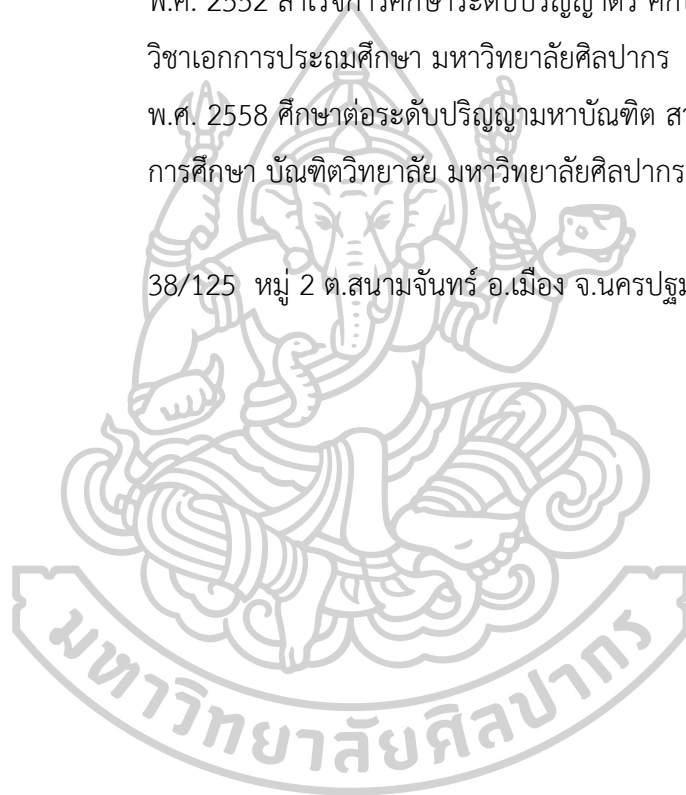 พ.ศ. 2552 สำเร็จการศึกษาระดับปริญญาตรี
วิชาเอกการประถมศึกษา มหาวิทยาลัยศิลปากร
พ.ศ. 2558 ศึกษาต่อระดับปริญญามหาบัณฑิต
การศึกษา บัณฑิตวิทยาลัย มหาวิทยาลัยศิลปากร
38/125 หมู่ 2 ต.สนามจันทร์ อ.เมือง จ.นครปฐม
มหาวิทยาลัยศิลปากร